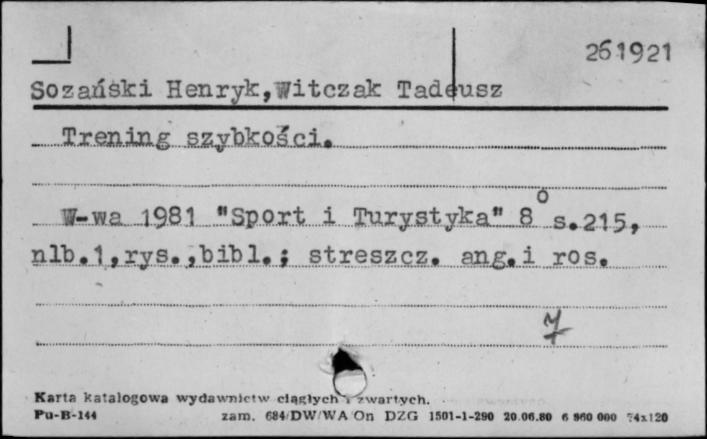 261921
Sozański Henryk,Witczak Tadeusz
Trening szybkości.
W-wa 1981 "Sport i Turystyka" 8° s.215,
nlb.1,rys.,bibl.; streszcz. ang.i ros.
7
Karta katalogowa wydawnictw ciągłych i zwartych.
Pu-B-144 zam. 684/DW/WA/On DZG 1501-1-290 20.06.80 6 960 000 74x120